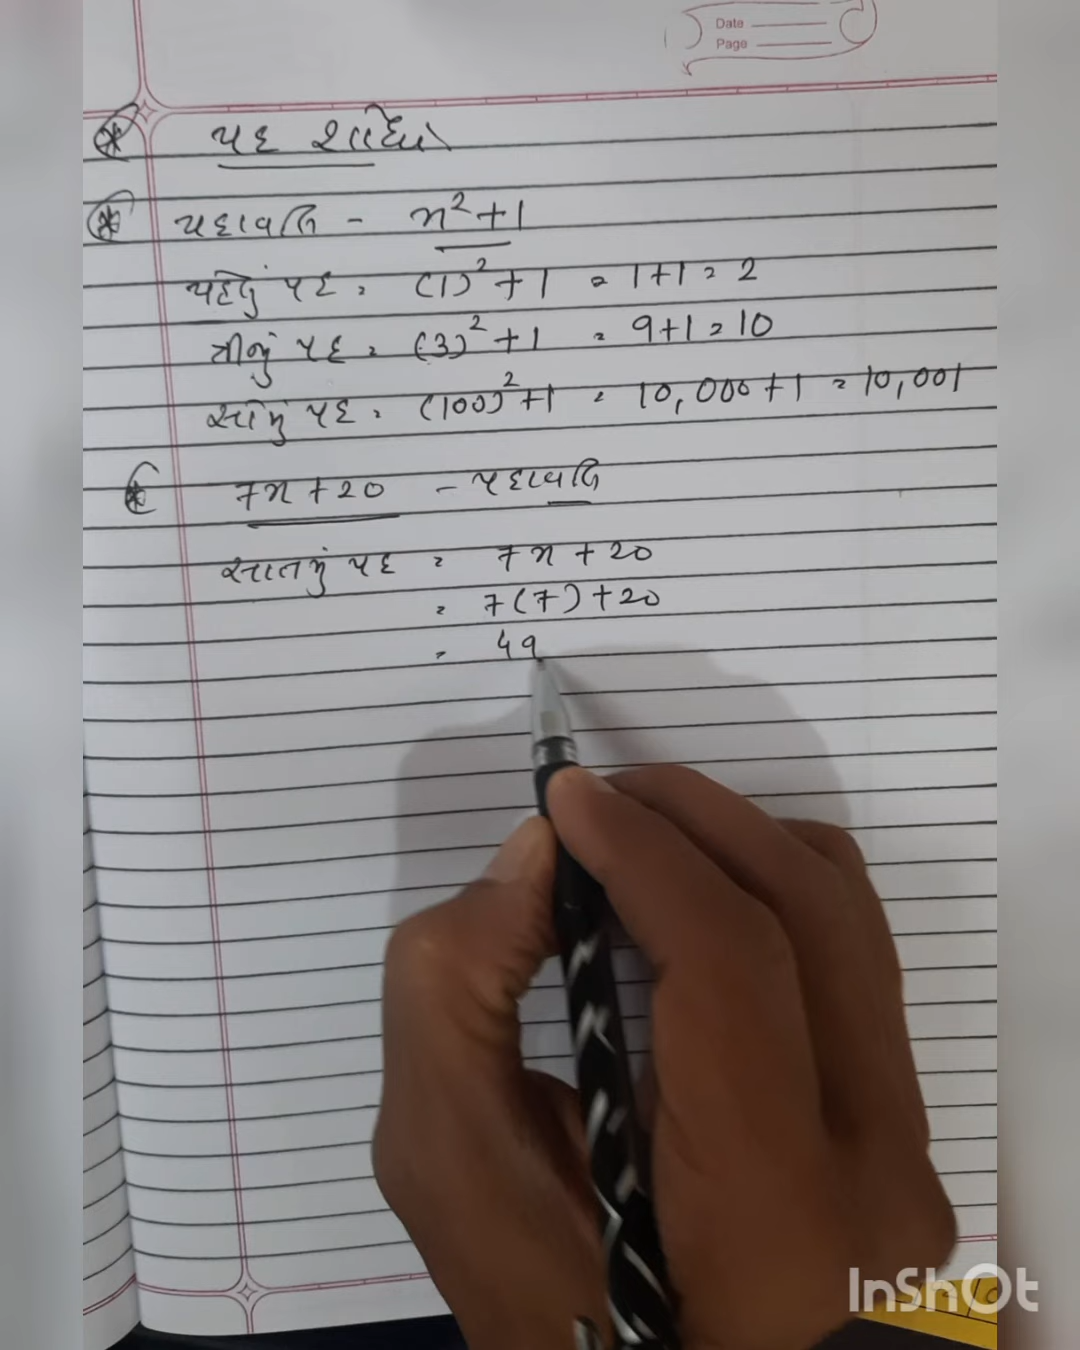 Date
Page
પદ શોધો
પદાવલિ - n²+1
પહેલું પદ = (1)²+1 = 1+1 = 2
ત્રીજું પદ = (3)²+1 = 9+1 = 10
સોમું પદ = (100)²+1 = 10,000+1 = 10,001
7n+20 - પદાવલિ
સાતમું પદ = 7n+20
= 7(7)+20
= 49
InShOt